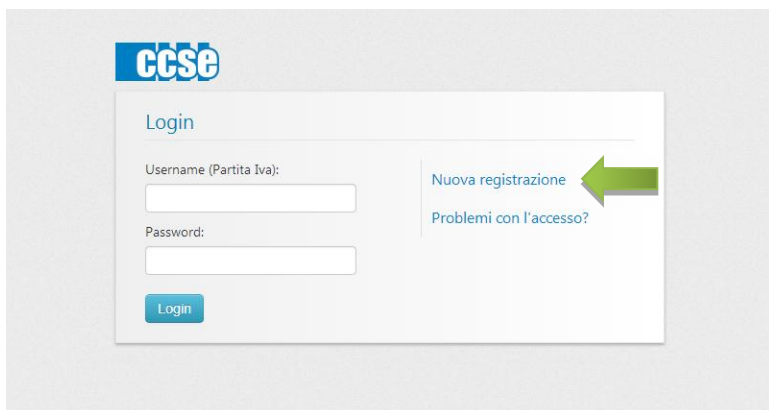 ccse
Login
Username (Partita Iva):
Password:
Login
Nuova registrazione
Problemi con l'accesso?